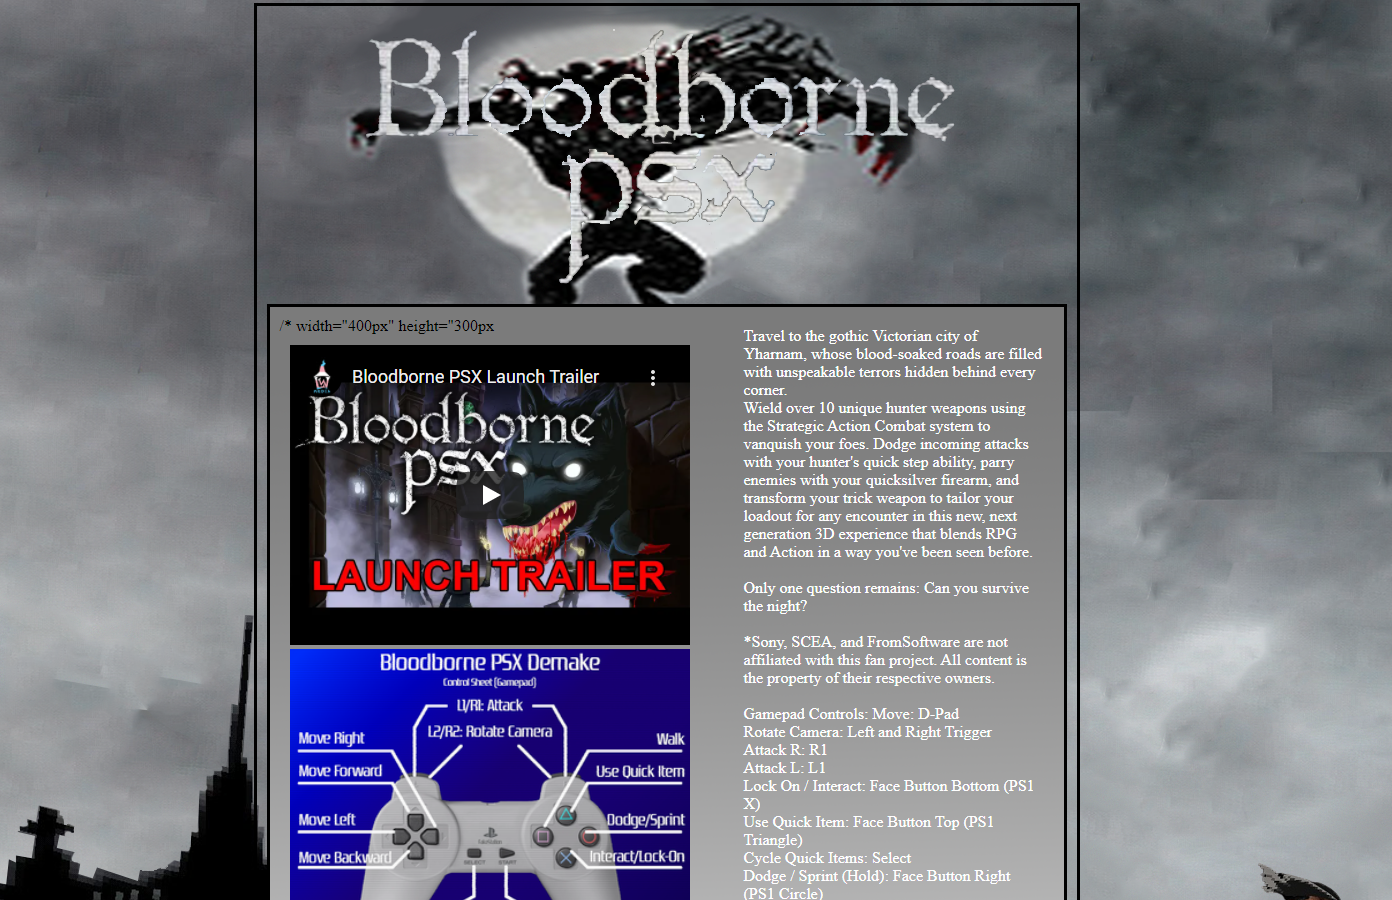 Bloodborne
PSX
/* width="400px" height="300px
Bloodborne PSX Launch Trailer
Bloodborne
PSX
LAUNCH TRAILER
Bloodborne PSX Demake
Control Sheet (Gamepad)
L1/R1: Attack
L2/R2: Rotate Camera
Move Right
Walk
Move Forward
Use Quick Item
Move Left
Dodge/Sprint
Move Backward
Interact/Lock-On
SELECT
START
Travel to the gothic Victorian city of
Yharnam, whose blood-soaked roads are filled
with unspeakable terrors hidden behind every
corner.
Wield over 10 unique hunter weapons using
the Strategic Action Combat system to
vanquish your foes. Dodge incoming attacks
with your hunter's quick step ability, parry
enemies with your quicksilver firearm, and
transform your trick weapon to tailor your
loadout for any encounter in this new, next
generation 3D experience that blends RPG
and Action in a way you've been seen before.
Only one question remains: Can you survive
the night?
*Sony, SCEA, and FromSoftware are not
affiliated with this fan project. All content is
the property of their respective owners.
Gamepad Controls: Move: D-Pad
Rotate Camera: Left and Right Trigger
Attack R: R1
Attack L: L1
Lock On / Interact: Face Button Bottom (PS1
X)
Use Quick Item: Face Button Top (PS1
Triangle)
Cycle Quick Items: Select
Dodge / Sprint (Hold): Face Button Right
(PS1 Circle)